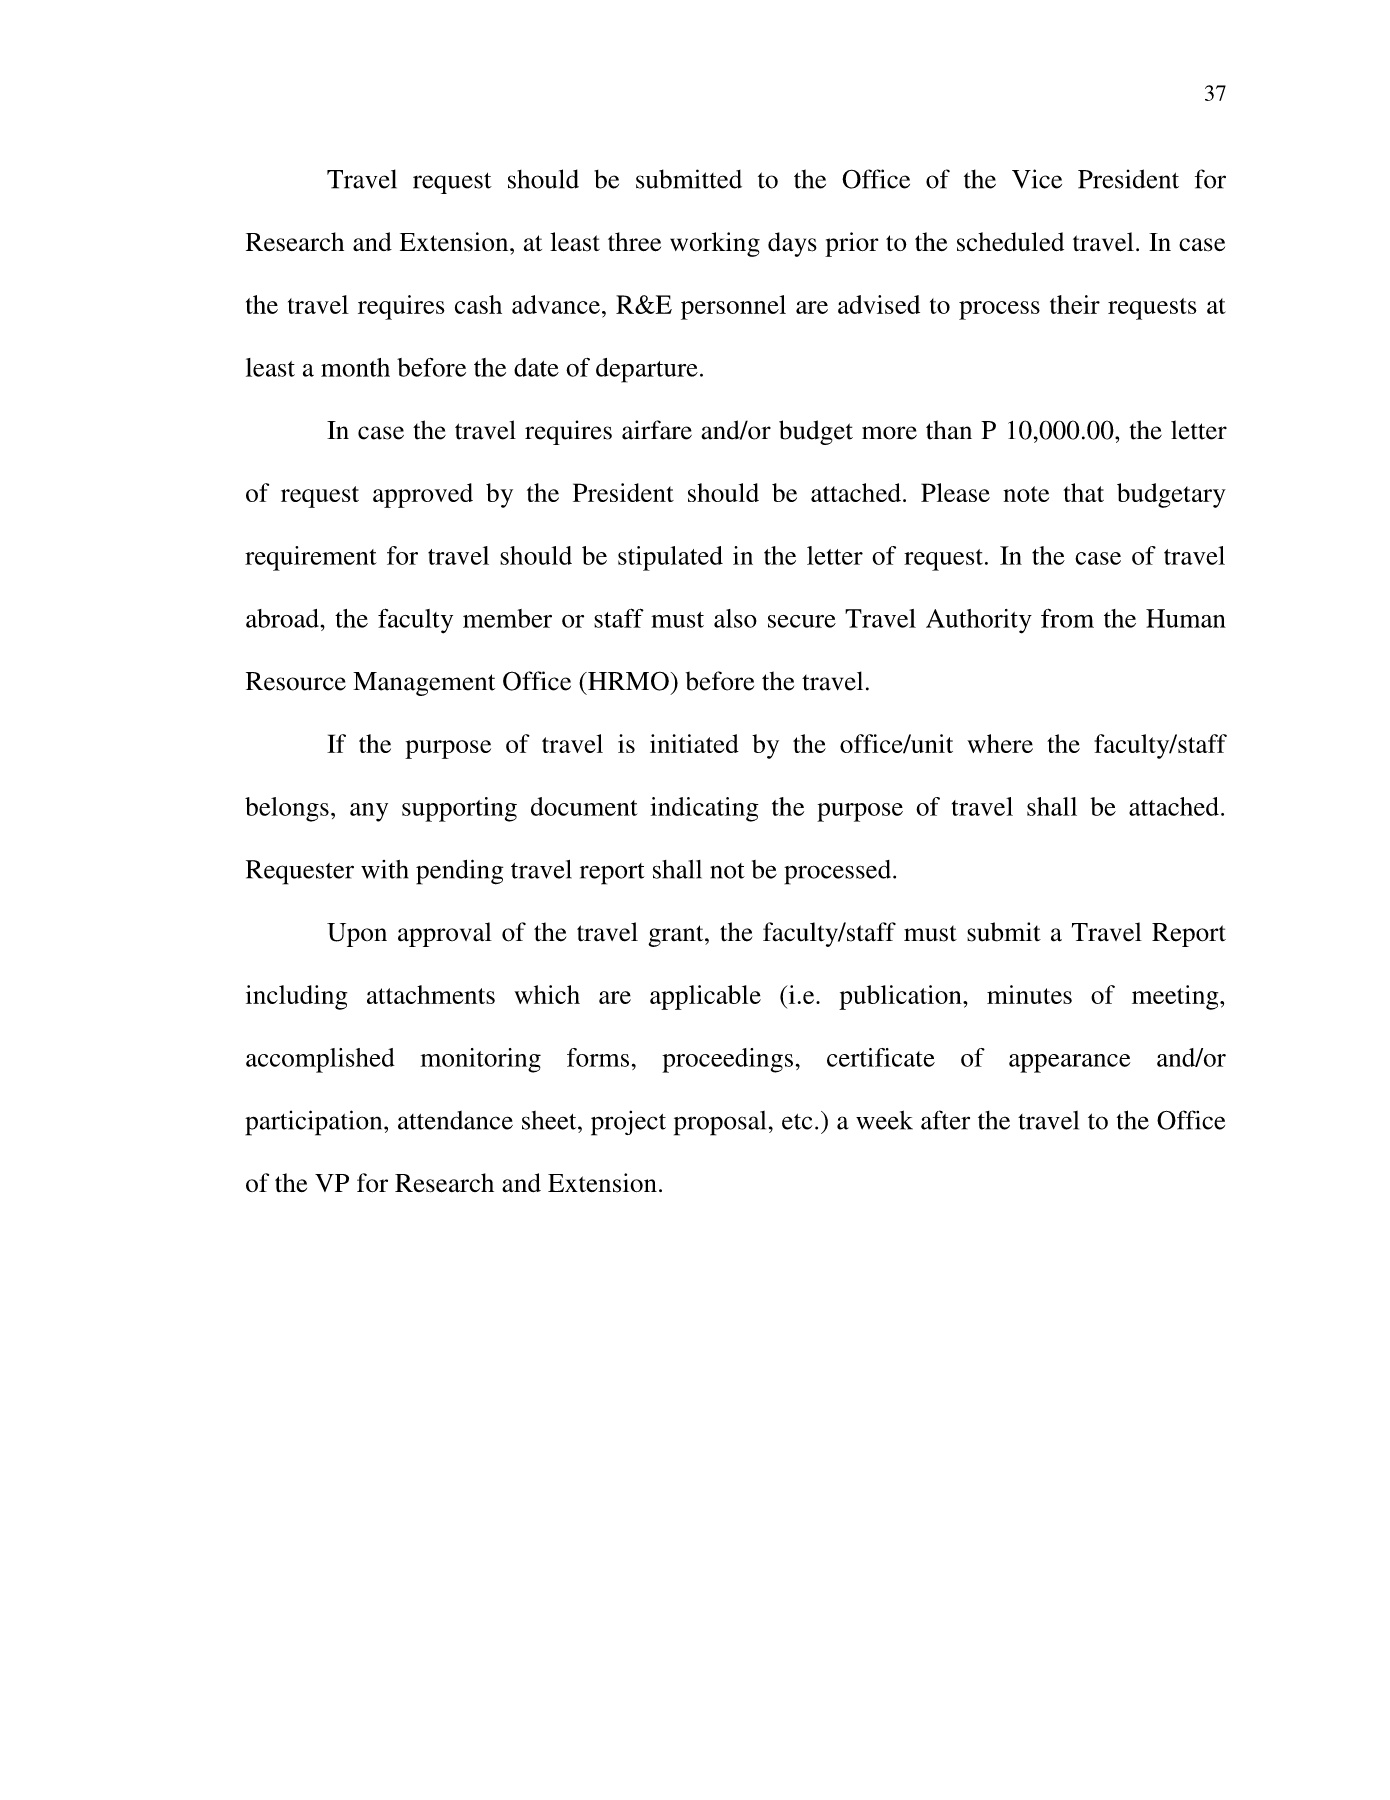 37
Travel request should be submitted to the Office of the Vice President for
Research and Extension, at least three working days prior to the scheduled travel. In case
the travel requires cash advance, R&E personnel are advised to process their requests at
least a month before the date of departure.
In case the travel requires airfare and/or budget more than P 10,000.00, the letter
of request approved by the President should be attached. Please note that budgetary
requirement for travel should be stipulated in the letter of request. In the case of travel
abroad, the faculty member or staff must also secure Travel Authority from the Human
Resource Management Office (HRMO) before the travel.
If the purpose of travel is initiated by the office/unit where the faculty/staff
belongs, any supporting document indicating the purpose of travel shall be attached.
Requester with pending travel report shall not be processed.
Upon approval of the travel grant, the faculty/staff must submit a Travel Report
including attachments which are applicable (i.e. publication, minutes of meeting,
accomplished monitoring forms, proceedings, certificate of appearance and/or
participation, attendance sheet, project proposal, etc.) a week after the travel to the Office
of the VP for Research and Extension.